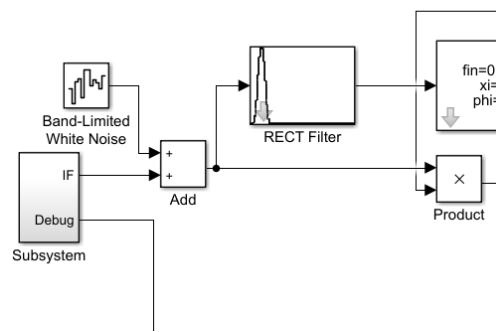 fin=0
xi=
phi=
RECT Filter
Band-Limited
White Noise
+
+
Add
IF
Debug
Subsystem
×
Product